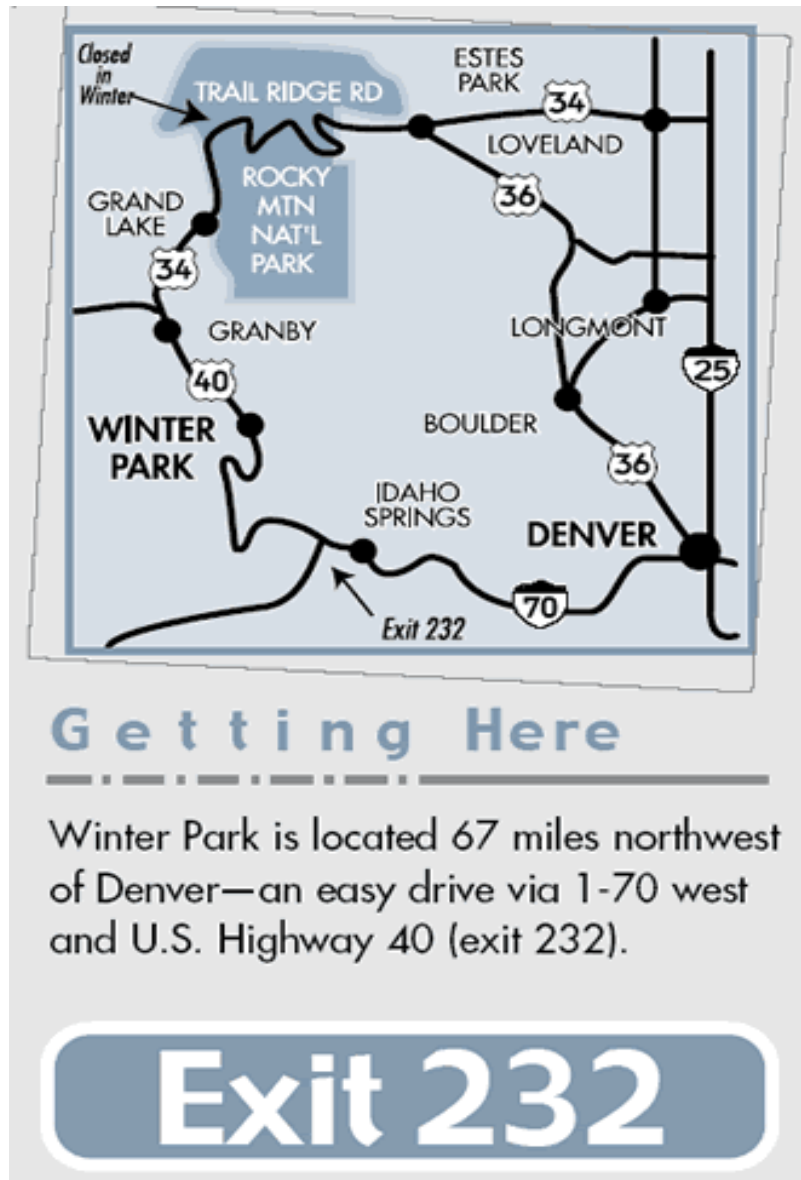 Closed
in
Winter
TRAIL RIDGE RD
ESTES
PARK
34
LOVELAND
ROCKY
MTN
NAT'L
PARK
36
GRAND
LAKE
34
GRANBY
LONGMONT
25
40
WINTER
PARK
BOULDER
36
IDAHO
SPRINGS
DENVER
70
Exit 232
Getting Here
Winter Park is located 67 miles northwest
of Denver—an easy drive via 1-70 west
and U.S. Highway 40 (exit 232).
Exit 232